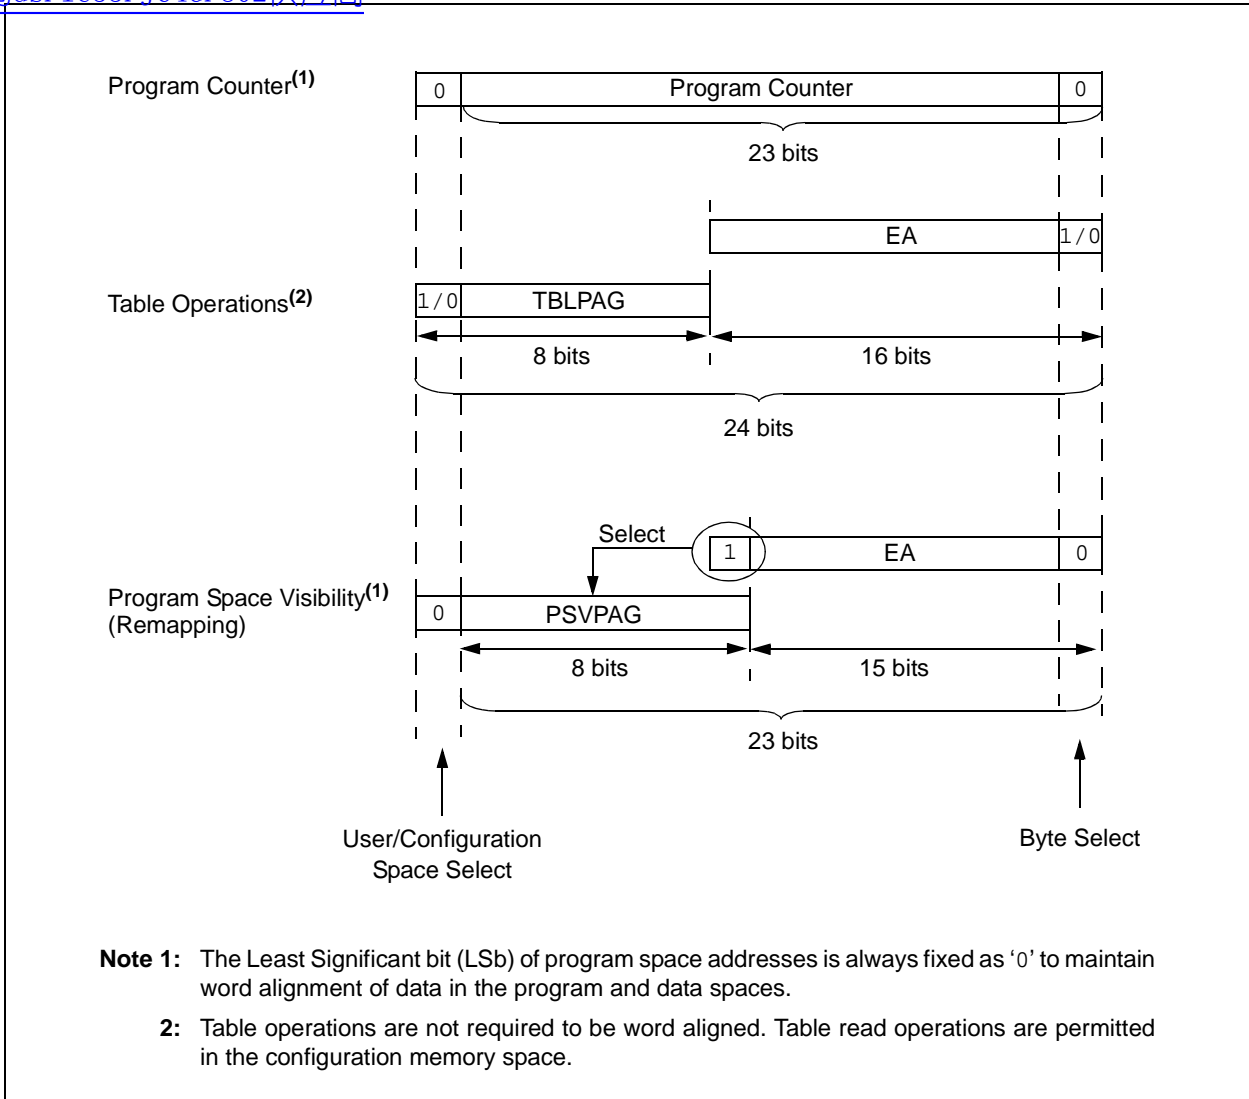 Program Counter(1)
0
Program Counter
0
23 bits
EA
1/0
Table Operations(2)
1/0
TBLPAG
8 bits
16 bits
24 bits
Select
1
EA
0
Program Space Visibility(1)
(Remapping)
0
PSVPAG
8 bits
15 bits
23 bits
User/Configuration
Space Select
Byte Select
Note 1: The Least Significant bit (LSb) of program space addresses is always fixed as ‘0’ to maintain
word alignment of data in the program and data spaces.
2: Table operations are not required to be word aligned. Table read operations are permitted
in the configuration memory space.